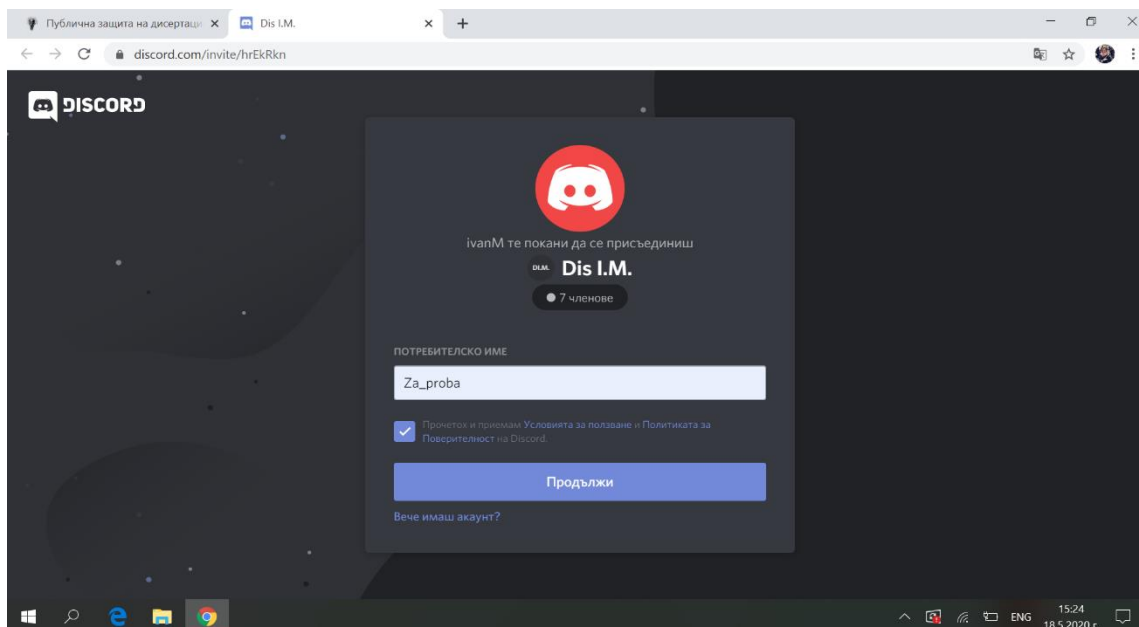 Публична защита на дисертаци
Dis I.M.
discord.com/invite/hrEkRkn
DISCORD
ivanM те покани да се присъединиш
DI.M. Dis I.M.
7 членове
ПОТРЕБИТЕЛСКО ИМЕ
Za_proba
Прочетох и приемам Условията за ползване и Политиката за
Поверителност на Discord.
Продължи
Вече имаш акаунт?
ENG
15:24
18.5.2020 г.